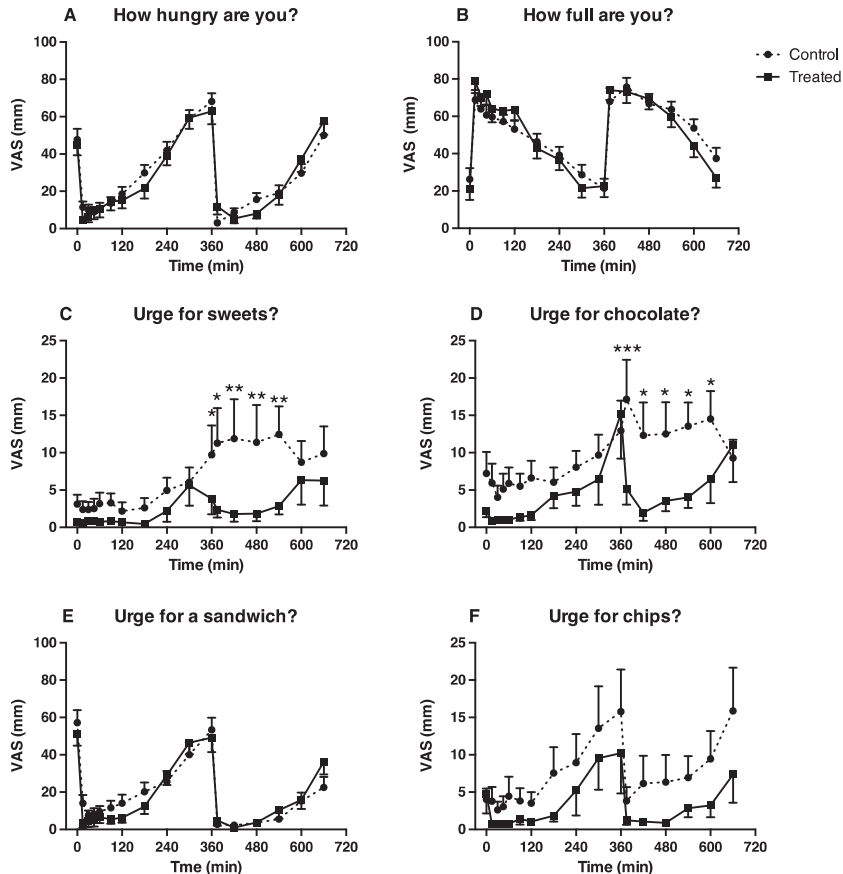 A How hungry are you?
100
80
60
40
20
0
VAS (mm)
0 120 240 360 480 600 720
Time (min)
B How full are you?
100
80
60
40
20
0
VAS (mm)
0 120 240 360 480 600 720
Time (min)
Control
Treated
C Urge for sweets?
25
20
15
10
5
0
VAS (mm)
* * ** ** **
0 120 240 360 480 600 720
Time (min)
D Urge for chocolate?
25
20
15
10
5
0
VAS (mm)
*** * * * *
0 120 240 360 480 600 720
Time (min)
E Urge for a sandwich?
100
80
60
40
20
0
VAS (mm)
0 120 240 360 480 600 720
Tme (min)
F Urge for chips?
25
20
15
10
5
0
VAS (mm)
0 120 240 360 480 600 720
Time (min)